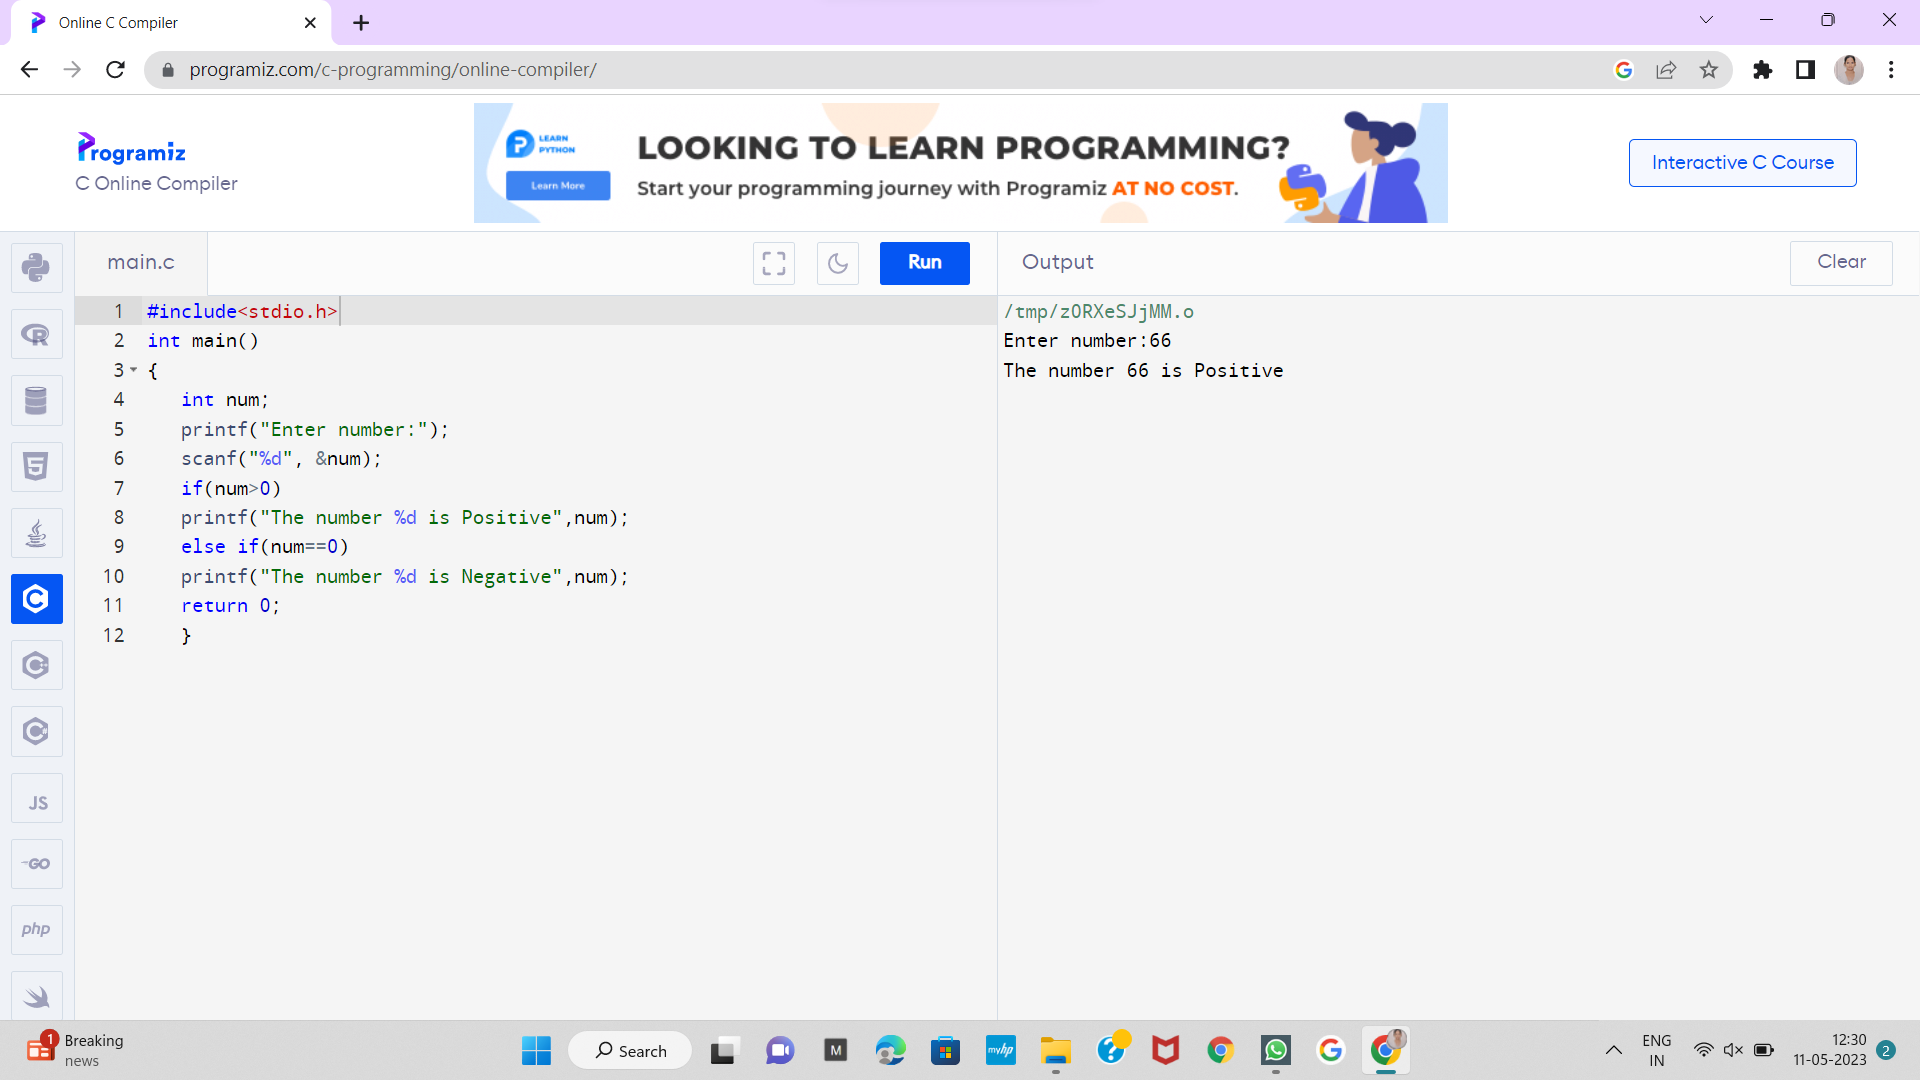 Online C Compiler
programiz.com/c-programming/online-compiler/
Programiz
C Online Compiler
LEARN
PYTHON
Learn More
LOOKING TO LEARN PROGRAMMING?
Start your programming journey with Programiz AT NO COST.
Interactive C Course
main.c
Run
Output
Clear
1 #include<stdio.h>
2 int main()
3 {
4 int num;
5 printf("Enter number:");
6 scanf("%d", &num);
7 if(num>0)
8 printf("The number %d is Positive",num);
9 else if(num==0)
10 printf("The number %d is Negative",num);
11 return 0;
12 }
/tmp/zORXeSJjMM.o
Enter number:66
The number 66 is Positive
JS
GO
php
1
Breaking
news
Search
M
myhp
ENG
IN
12:30
11-05-2023
2